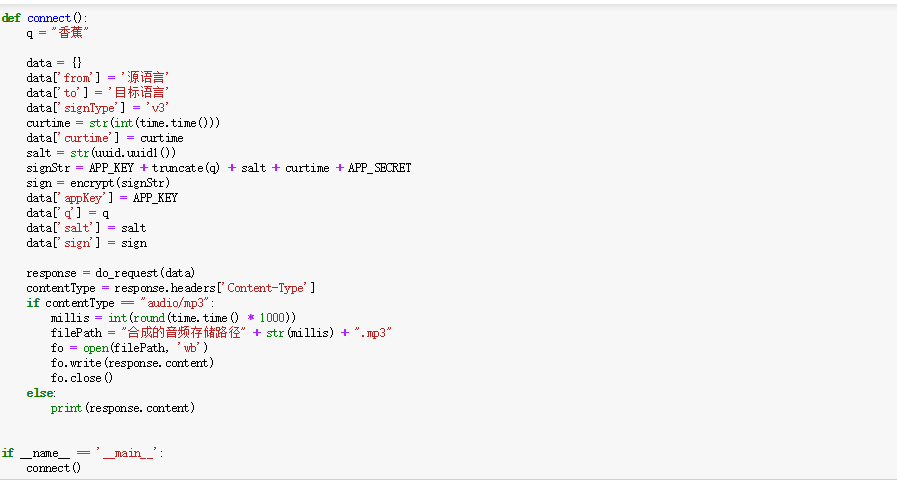 def connect():
    q = "香蕉"

    data = {}
    data['from'] = '源语言'
    data['to'] = '目标语言'
    data['signType'] = 'v3'
    curtime = str(int(time.time()))
    data['curtime'] = curtime
    salt = str(uuid.uuid1())
    signStr = APP_KEY + truncate(q) + salt + curtime + APP_SECRET
    sign = encrypt(signStr)
    data['appKey'] = APP_KEY
    data['q'] = q
    data['salt'] = salt
    data['sign'] = sign

    response = do_request(data)
    contentType = response.headers['Content-Type']
    if contentType == "audio/mp3":
        millis = int(round(time.time() * 1000))
        filePath = "合成的音频存储路径" + str(millis) + ".mp3"
        fo = open(filePath, 'wb')
        fo.write(response.content)
        fo.close()
    else:
        print(response.content)


if __name__ == '__main__':
    connect()